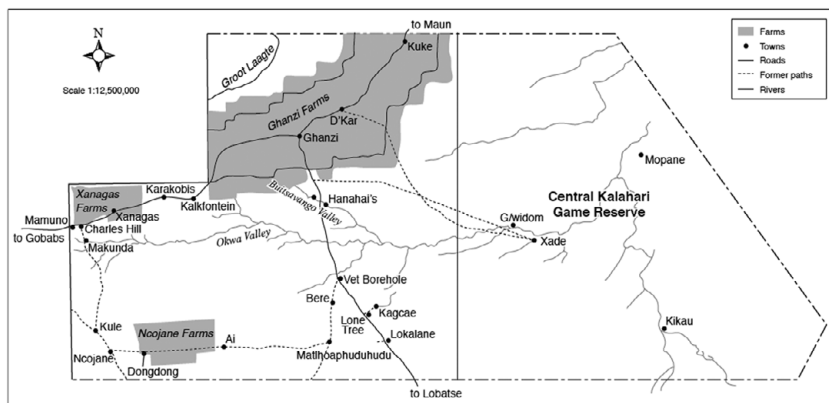 to Maun
N
Kuke
Groot Laagte
Scale 1:12,500,000
Farms
Towns
Roads
Former paths
Rivers
Ghanzi Farms
D'Kar
Ghanzi
Mopane
Xanagas
Farms
Karakobis
Kalkfontein
Xanagas
Buitsavango Valley
Hanahai's
Central Kalahari
Game Reserve
Mamuno
to Gobabs
Charles Hill
Makunda
Okwa Valley
G/widom
Xade
Vet Borehole
Bere
Kagcae
Lone
Tree
Lokalane
Kule
Ncojane Farms
Ai
Ncojane
Dongdong
Matlhoaphuduhudu
Kikau
to Lobatse